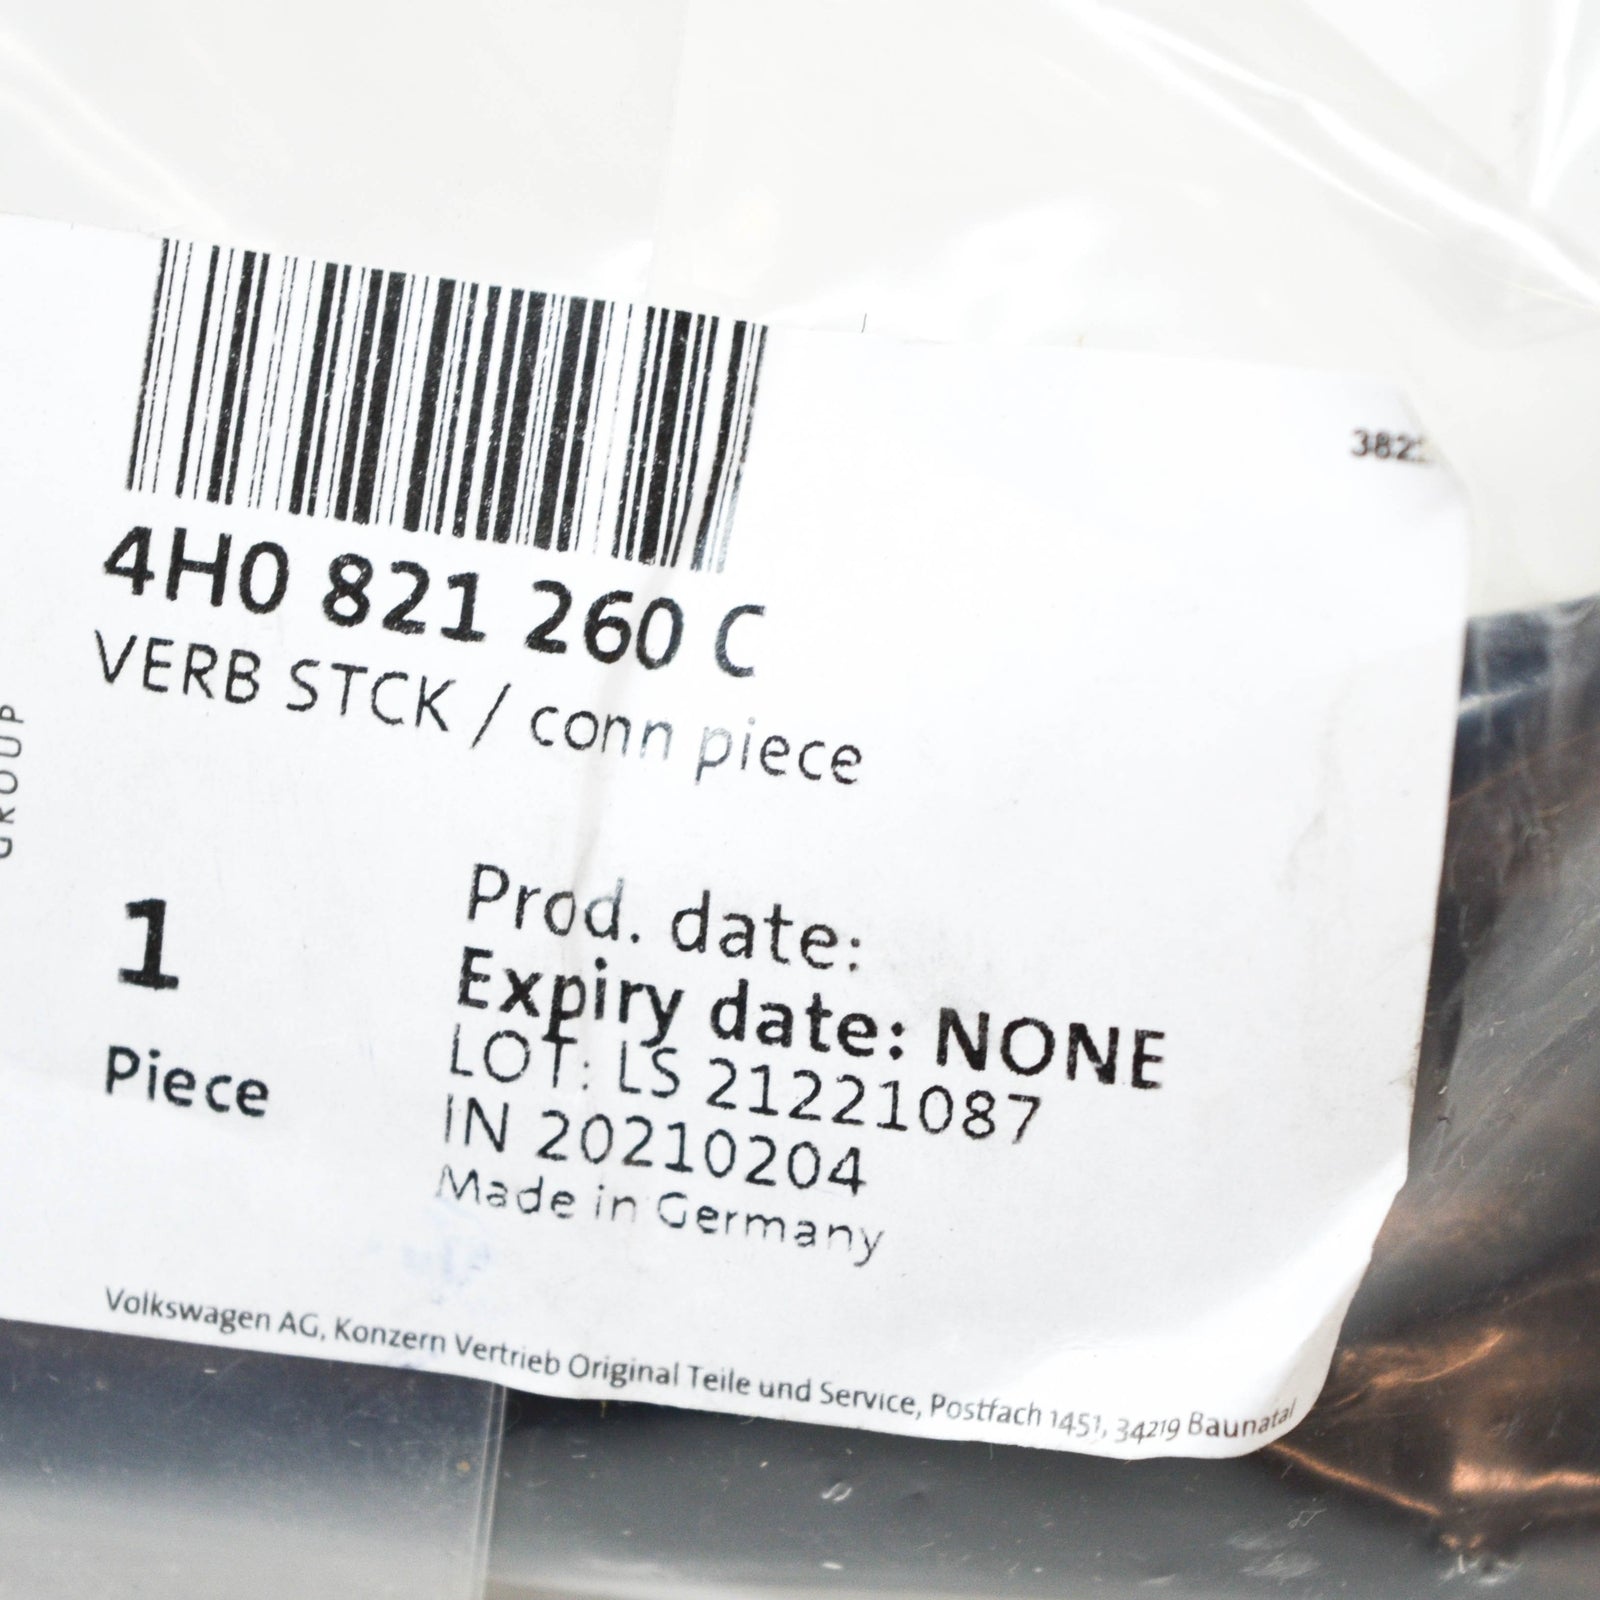 382
4H0 821 260 C
VERB STCK / conn piece
GROUP
1
Piece
Prod. date:
Expiry date: NONE
LOT: LS 21221087
IN 20210204
Made in Germany
Volkswagen AG, Konzern Vertrieb Original Teile und Service, Postfach 1451, 34219 Baunatal